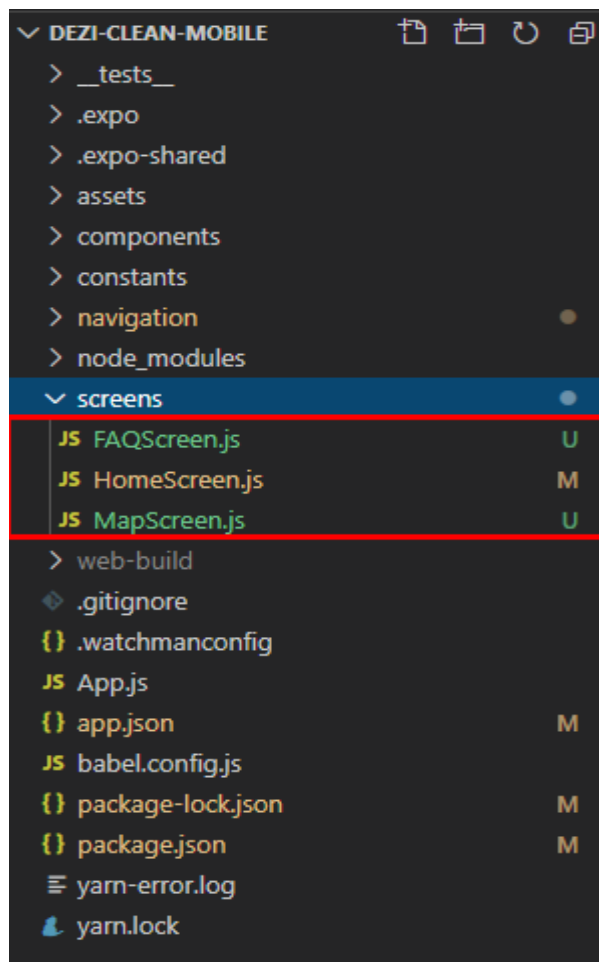 DEZI-CLEAN-MOBILE
__tests__
.expo
.expo-shared
assets
components
constants
navigation
node_modules
screens
JS FAQScreen.js U
JS HomeScreen.js M
JS MapScreen.js U
web-build
.gitignore
{} .watchmanconfig
JS App.js
{} app.json M
JS babel.config.js
{} package-lock.json M
{} package.json M
yarn-error.log
yarn.lock